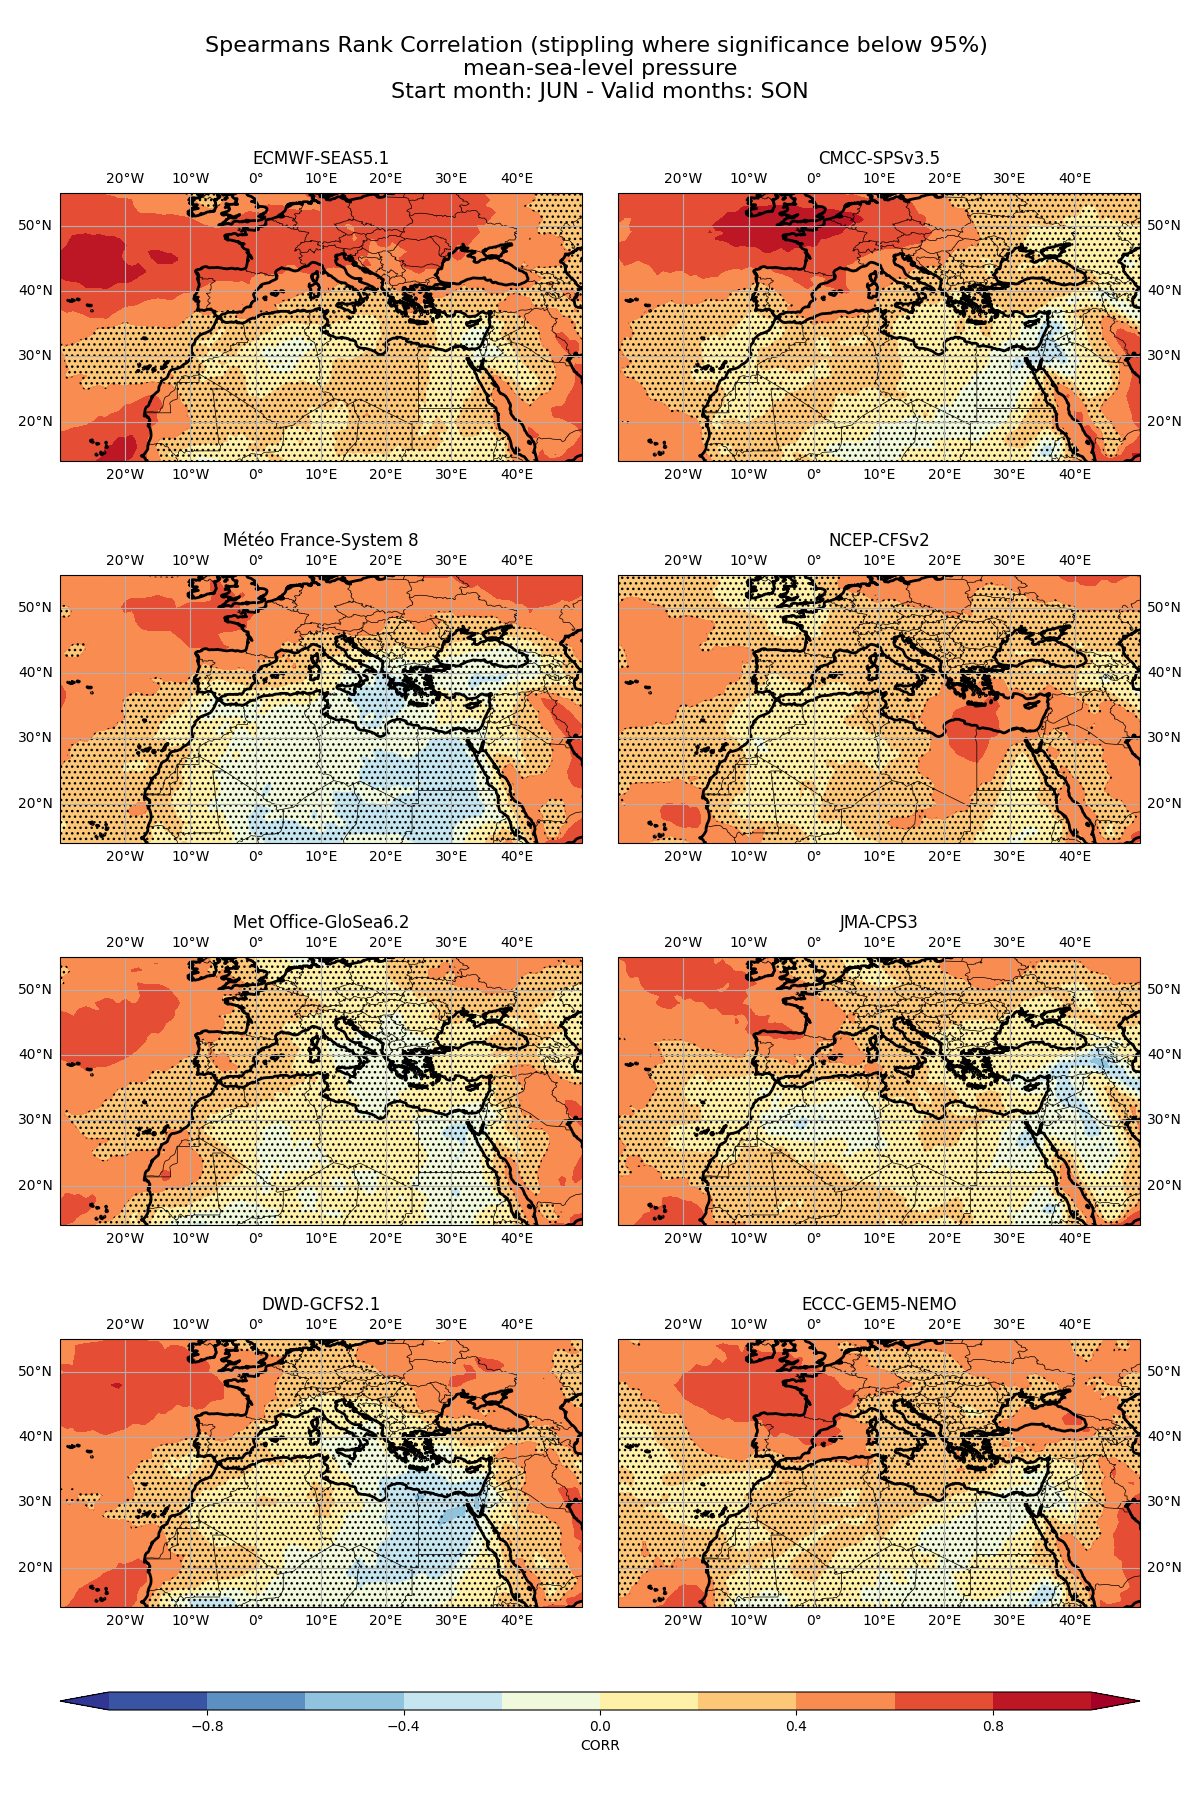 Spearmans Rank Correlation (stippling where significance below 95%)
mean-sea-level pressure
Start month: JUN - Valid months: SON
ECMWF-SEAS5.1
20°W 10°W 0° 10°E 20°E 30°E 40°E
50°N
40°N
30°N
20°N
20°W 10°W 0° 10°E 20°E 30°E 40°E
CMCC-SPSv3.5
20°W 10°W 0° 10°E 20°E 30°E 40°E
50°N
40°N
30°N
20°N
20°W 10°W 0° 10°E 20°E 30°E 40°E
Météo France-System 8
20°W 10°W 0° 10°E 20°E 30°E 40°E
50°N
40°N
30°N
20°N
20°W 10°W 0° 10°E 20°E 30°E 40°E
NCEP-CFSv2
20°W 10°W 0° 10°E 20°E 30°E 40°E
50°N
40°N
30°N
20°N
20°W 10°W 0° 10°E 20°E 30°E 40°E
Met Office-GloSea6.2
20°W 10°W 0° 10°E 20°E 30°E 40°E
50°N
40°N
30°N
20°N
20°W 10°W 0° 10°E 20°E 30°E 40°E
JMA-CPS3
20°W 10°W 0° 10°E 20°E 30°E 40°E
50°N
40°N
30°N
20°N
20°W 10°W 0° 10°E 20°E 30°E 40°E
DWD-GCFS2.1
20°W 10°W 0° 10°E 20°E 30°E 40°E
50°N
40°N
30°N
20°N
20°W 10°W 0° 10°E 20°E 30°E 40°E
ECCC-GEM5-NEMO
20°W 10°W 0° 10°E 20°E 30°E 40°E
50°N
40°N
30°N
20°N
20°W 10°W 0° 10°E 20°E 30°E 40°E
−0.8 −0.4 0.0 0.4 0.8
CORR